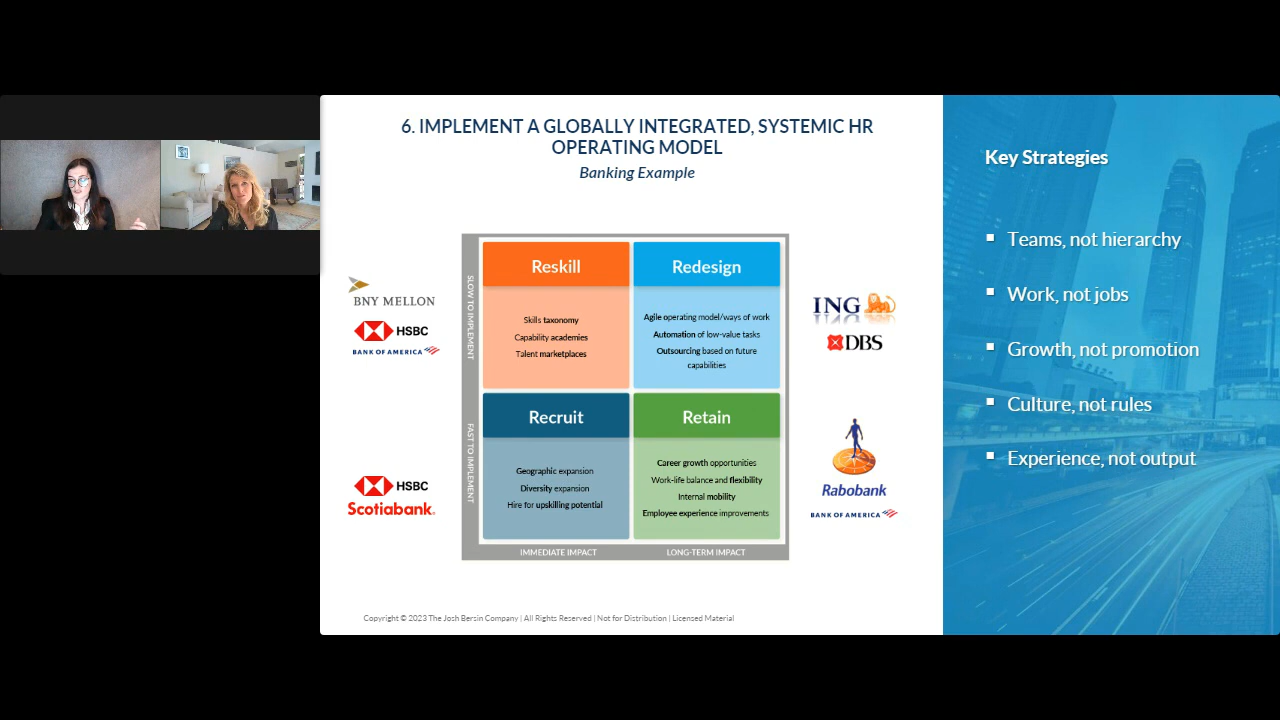 6. IMPLEMENT A GLOBALLY INTEGRATED, SYSTEMIC HR
OPERATING MODEL
Banking Example
BNY MELLON
HSBC
BANK OF AMERICA
SLOW TO IMPLEMENT
Reskill
Skills taxonomy
Capability academies
Talent marketplaces
Redesign
Agile operating model/ways of work
Automation of low-value tasks
Outsourcing based on future
capabilities
ING
DBS
HSBC
Scotiabank
FAST TO IMPLEMENT
Recruit
Geographic expansion
Diversity expansion
Hire for upskilling potential
Retain
Career growth opportunities
Work-life balance and flexibility
Internal mobility
Employee experience improvements
Rabobank
BANK OF AMERICA
IMMEDIATE IMPACT
LONG-TERM IMPACT
Copyright © 2023 The Josh Bersin Company | All Rights Reserved | Not for Distribution | Licensed Material
Key Strategies
▪ Teams, not hierarchy
▪ Work, not jobs
▪ Growth, not promotion
▪ Culture, not rules
▪ Experience, not output